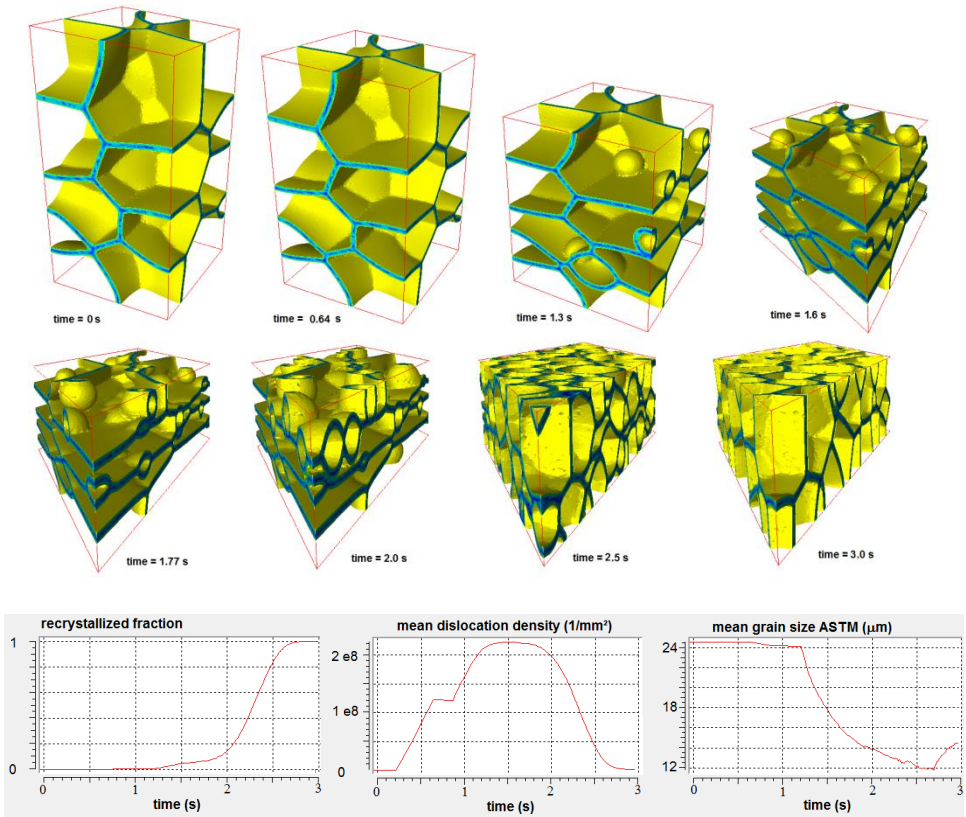 time = 0 s
time = 0.64 s
time = 1.3 s
time = 1.6 s
time = 1.77 s
time = 2.0 s
time = 2.5 s
time = 3.0 s
recrystallized fraction
1
0
0 1 2 3
time (s)
mean dislocation density (1/mm²)
2 e8
1 e8
0
0 1 2 3
time (s)
mean grain size ASTM (μm)
24
18
12
0 1 2 3
time (s)